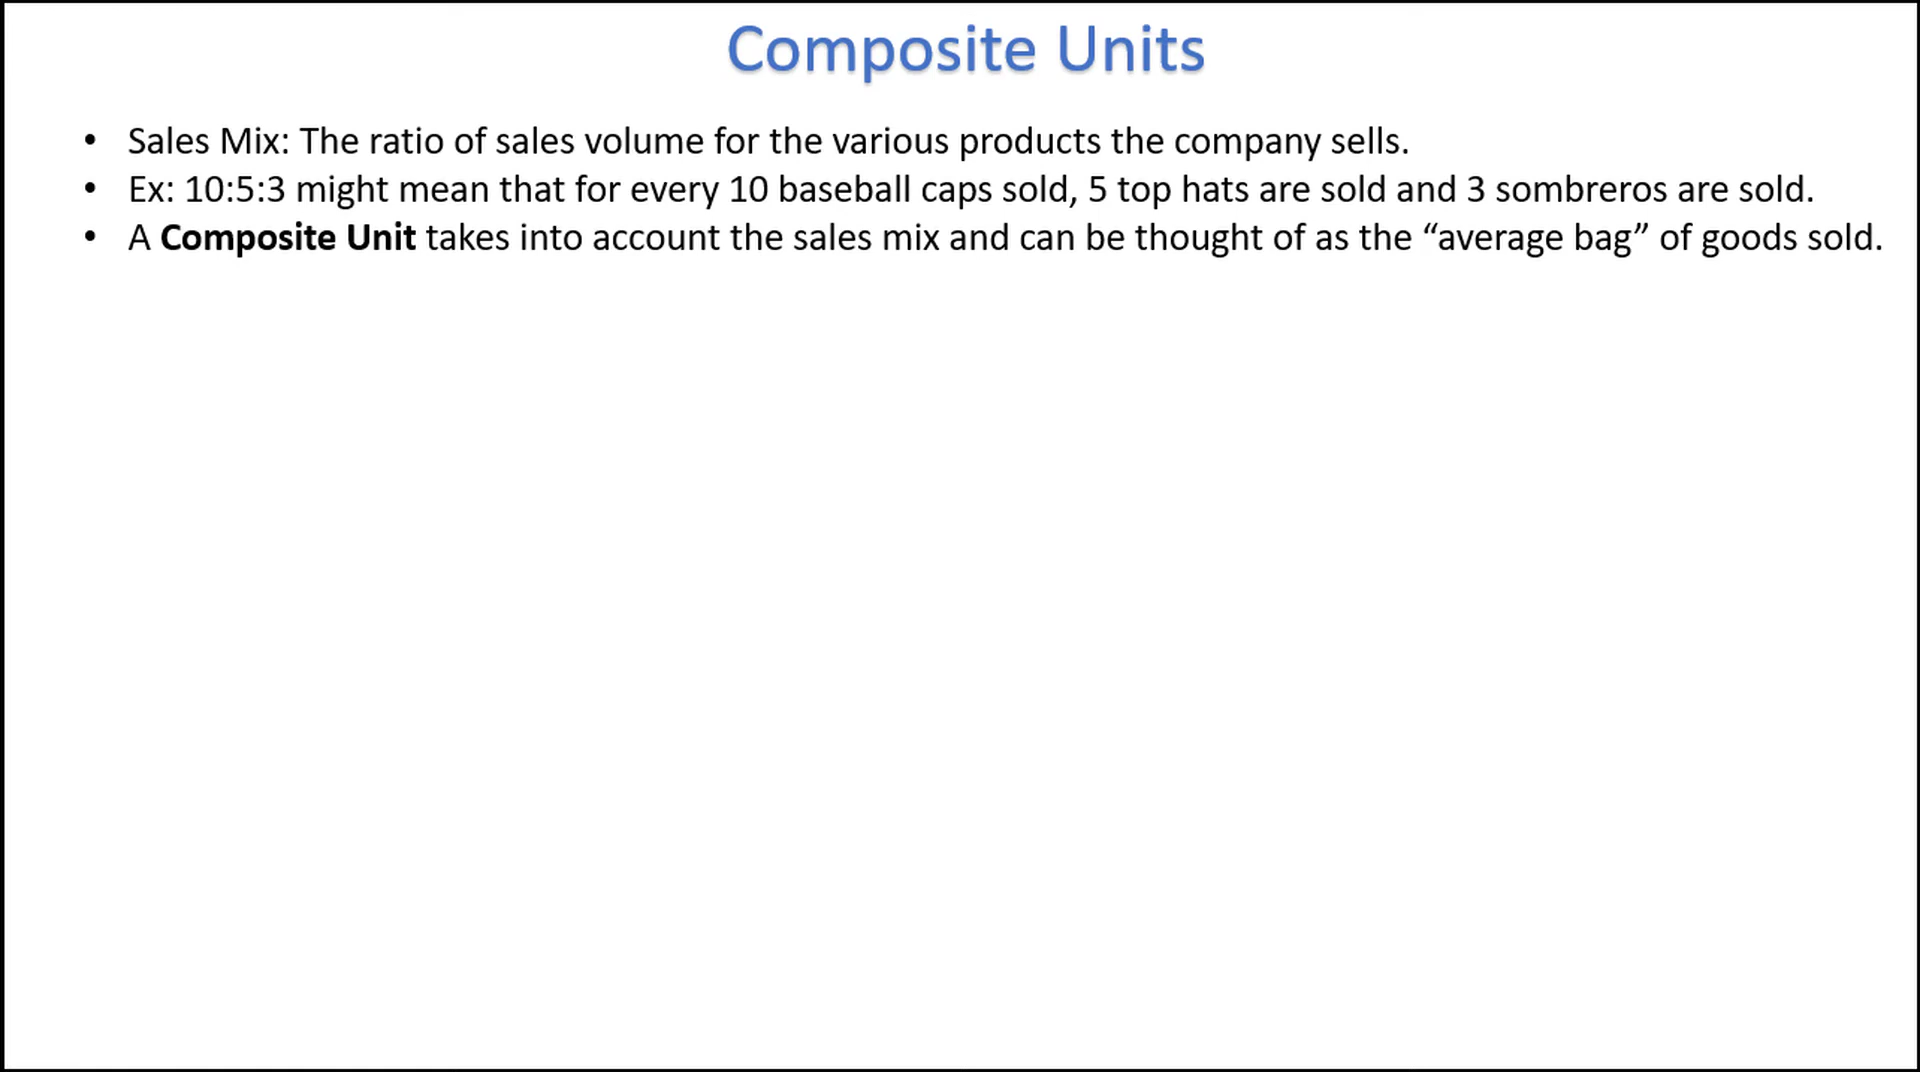 Composite Units
• Sales Mix: The ratio of sales volume for the various products the company sells.
• Ex: 10:5:3 might mean that for every 10 baseball caps sold, 5 top hats are sold and 3 sombreros are sold.
• A Composite Unit takes into account the sales mix and can be thought of as the “average bag” of goods sold.